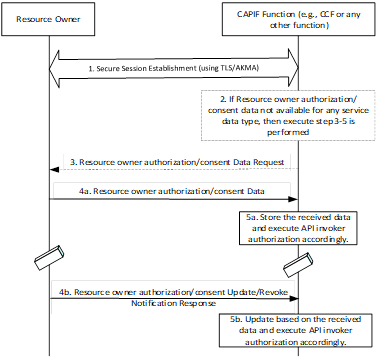 Resource Owner
CAPIF Function (e.g., CCF or any
other function)
1. Secure Session Establishment (using TLS/AKMA)
2. If Resource owner authorization/
consent data not available for any service
data type, then execute step 3-5 is
performed
3. Resource owner authorization/consent Data Request
4a. Resource owner authorization/consent Data
5a. Store the received data
and execute API invoker
authorization accordingly.
4b. Resource owner authorization/consent Update/Revoke
Notification Response
5b. Update based on the received
data and execute API invoker
authorization accordingly.